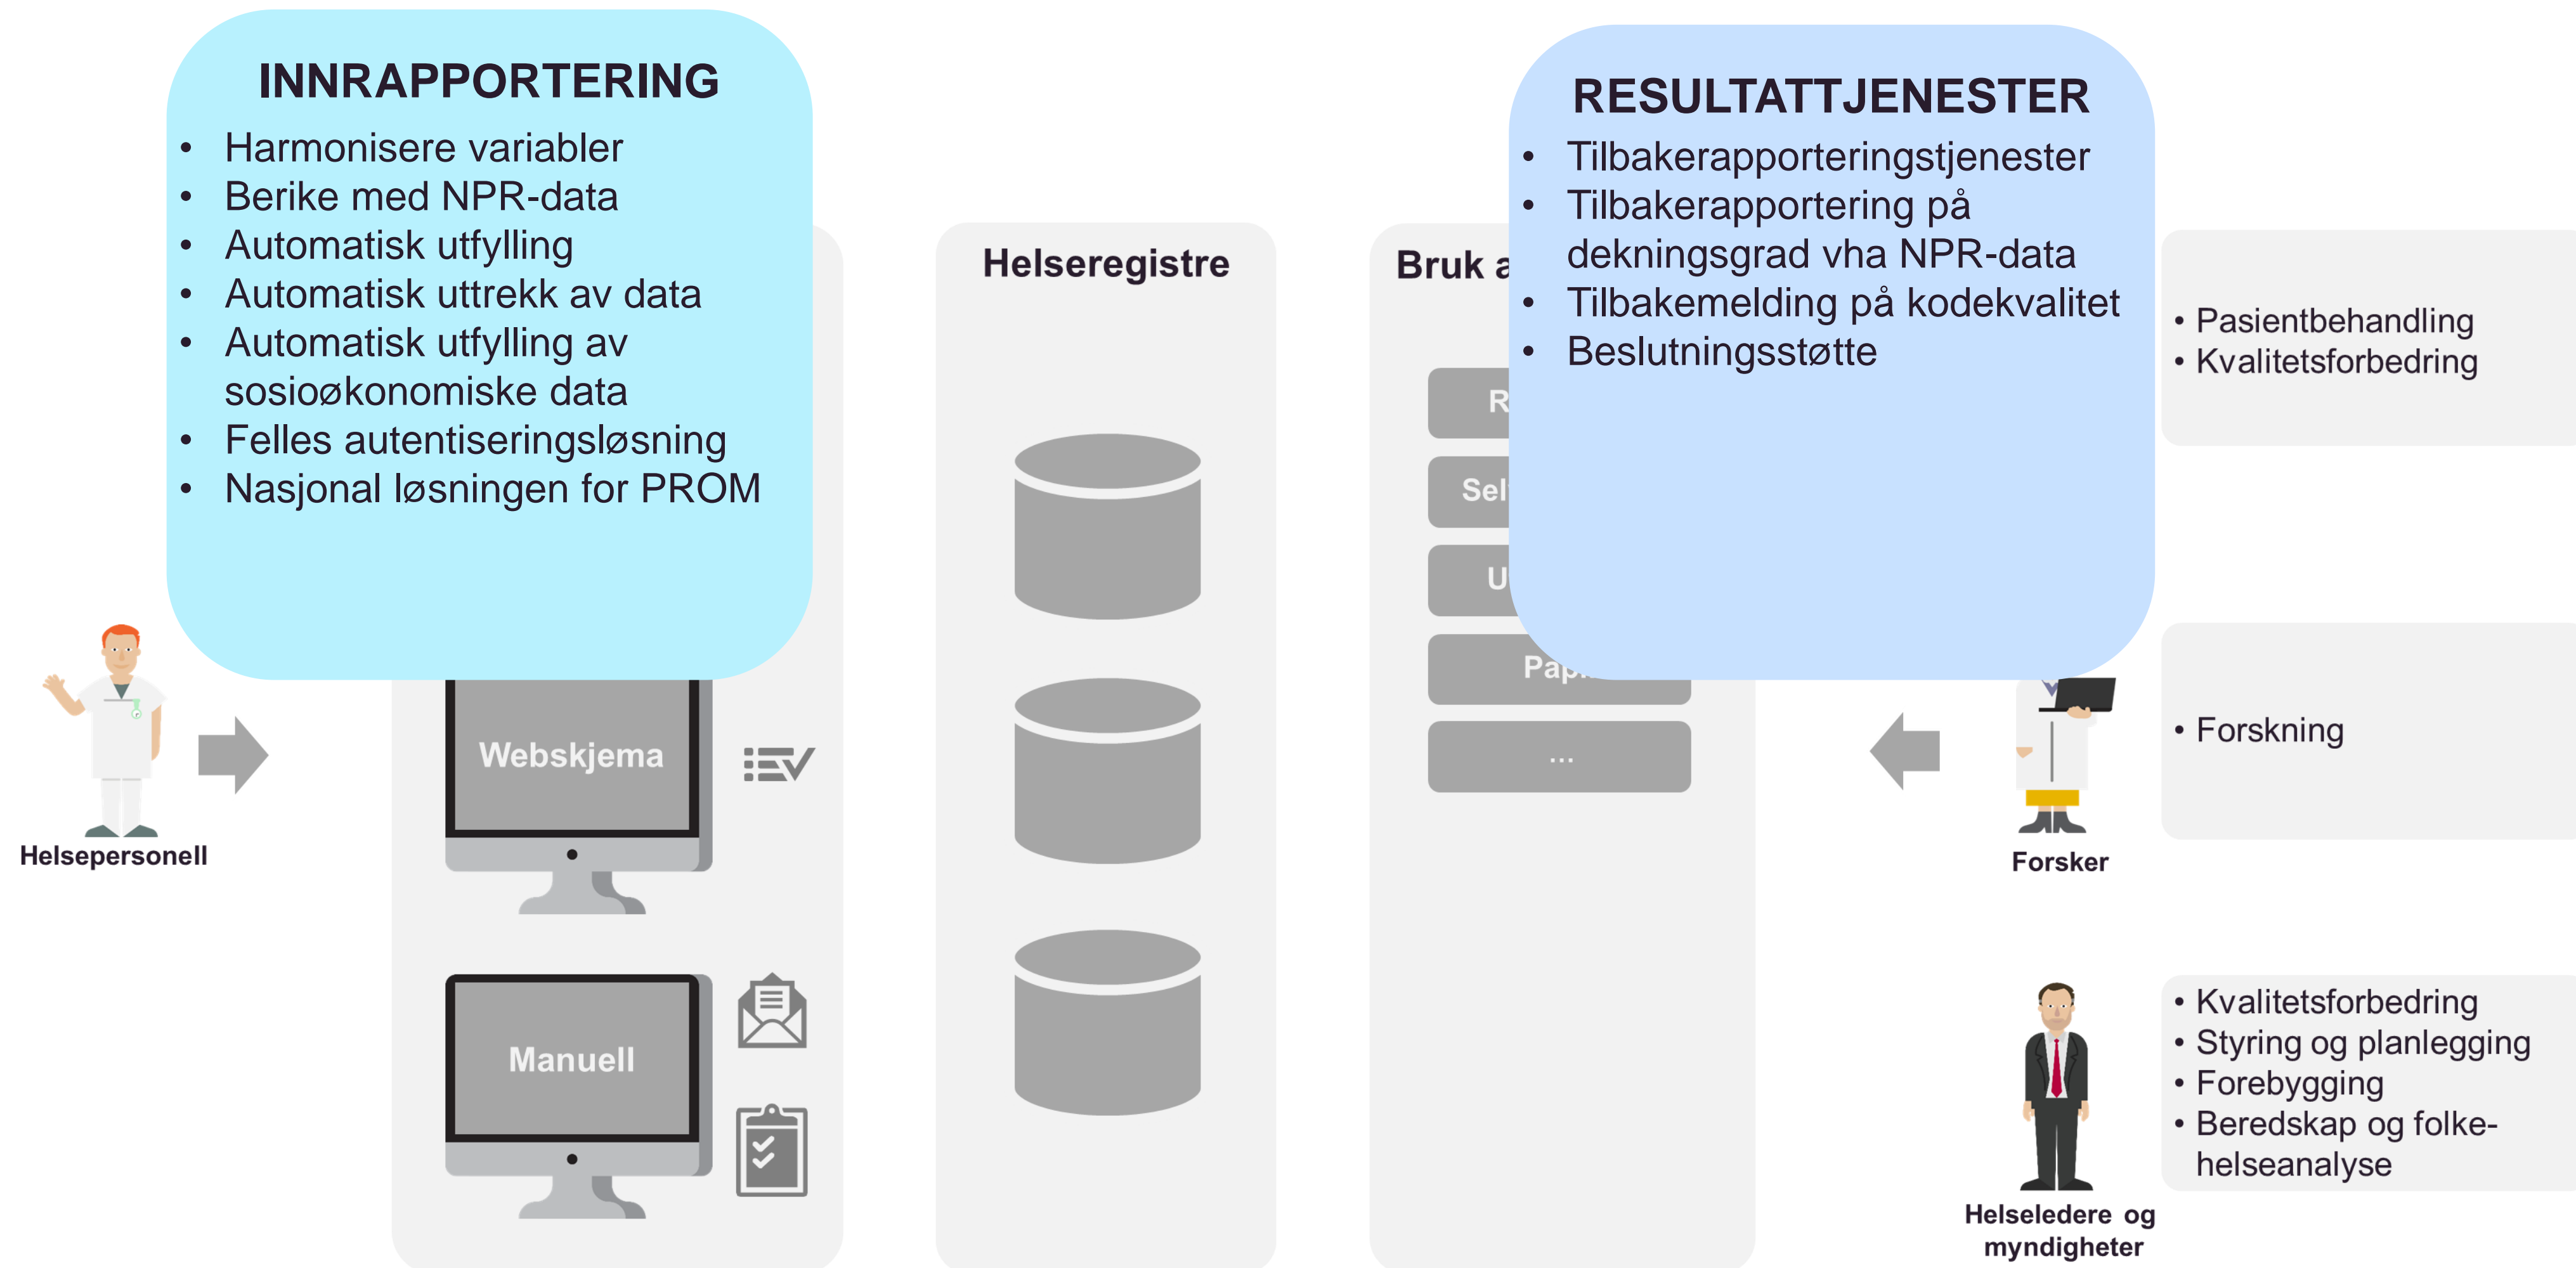 INNRAPPORTERING
• Harmonisere variabler
• Berike med NPR-data
• Automatisk utfylling
• Automatisk uttrekk av data
• Automatisk utfylling av
sosioøkonomiske data
• Felles autentiseringsløsning
• Nasjonal løsningen for PROM
Helsepersonell
Webskjema
Manuell
Helseregistre
Bruk
RESULTATTJENESTER
• Tilbakerapporteringstjenester
• Tilbakerapportering på
dekningsgrad vha NPR-data
• Tilbakemelding på kodekvalitet
• Beslutningsstøtte
...
• Pasientbehandling
• Kvalitetsforbedring
• Forskning
Forsker
• Kvalitetsforbedring
• Styring og planlegging
• Forebygging
• Beredskap og folke-
helseanalyse
Helseledere og
myndigheter